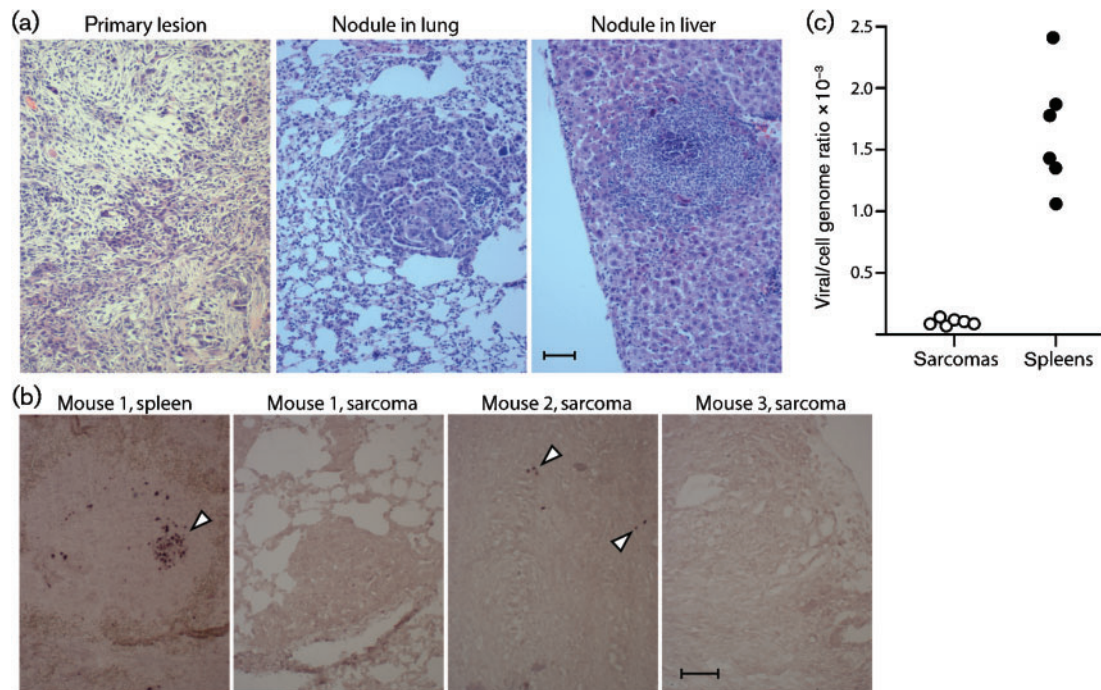 (a)
Primary lesion
Nodule in lung
Nodule in liver
(b)
Mouse 1, spleen
Mouse 1, sarcoma
Mouse 2, sarcoma
Mouse 3, sarcoma
(c)
Viral/cell genome ratio × 10⁻³
2.5
2.0
1.5
1.0
0.5
Sarcomas
Spleens